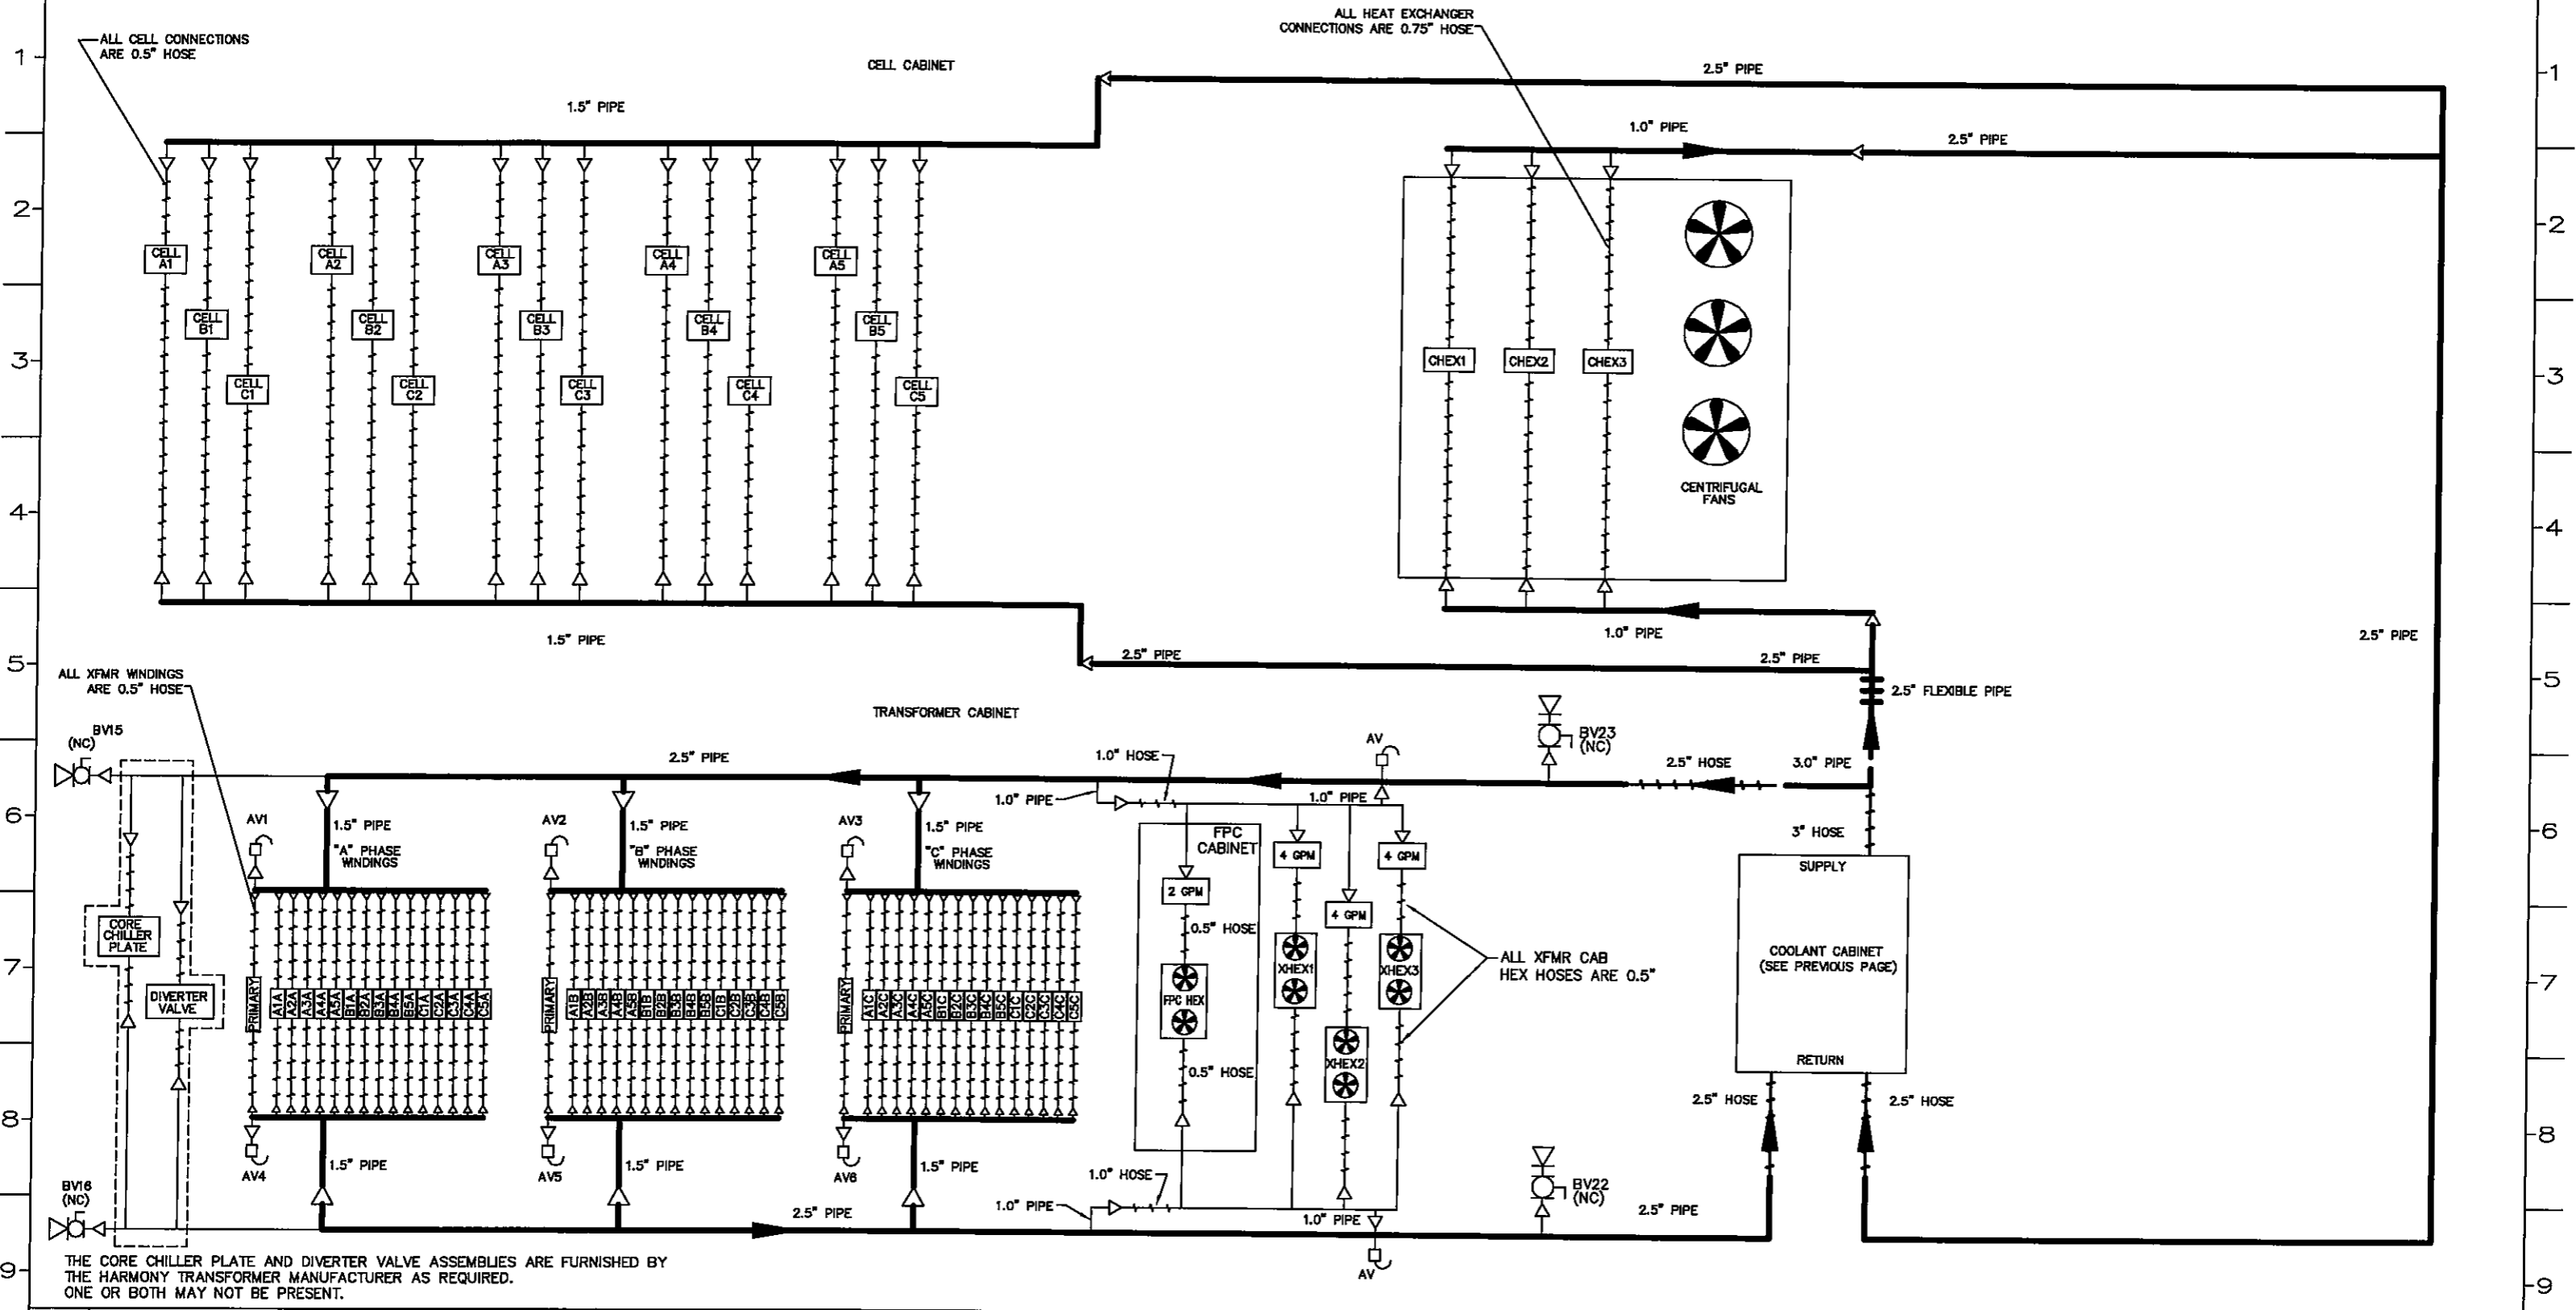 ALL HEAT EXCHANGER
CONNECTIONS ARE 0.75" HOSE
ALL CELL CONNECTIONS
ARE 0.5" HOSE
1
CELL CABINET
2.5" PIPE
1
1.5" PIPE
1.0" PIPE
2.5" PIPE
2
2
CELL
A1
CELL
A2
CELL
A3
CELL
A4
CELL
A5
CELL
B1
CELL
B2
CELL
B3
CELL
B4
CELL
B5
3
CHEX1
CHEX2
CHEX3
3
CELL
C1
CELL
C2
CELL
C3
CELL
C4
CELL
C5
CENTRIFUGAL
FANS
4
4
1.5" PIPE
1.0" PIPE
2.5" PIPE
5
2.5" PIPE
2.5" PIPE
5
ALL XFMR WINDINGS
ARE 0.5" HOSE
2.5" FLEXIBLE PIPE
TRANSFORMER CABINET
BV15
(NC)
BV23
(NC)
AV
2.5" PIPE
1.0" HOSE
2.5" HOSE
3.0" PIPE
1.0" PIPE
1.0" PIPE
6
6
AV1
1.5" PIPE
"A" PHASE
WINDINGS
AV2
1.5" PIPE
"B" PHASE
WINDINGS
AV3
1.5" PIPE
"C" PHASE
WINDINGS
FPC
CABINET
3" HOSE
4 GPM
4 GPM
SUPPLY
2 GPM
4 GPM
0.5" HOSE
CORE
CHILLER
PLATE
7
COOLANT CABINET
(SEE PREVIOUS PAGE)
ALL XFMR CAB
HEX HOSES ARE 0.5"
7
XHEX1
XHEX3
DIVERTER
VALVE
PRIMARY
A1A
A2A
A3A
A4A
A5A
B1A
B2A
B3A
B4A
B5A
C1A
C2A
C3A
C4A
C5A
PRIMARY
A1B
A2B
A3B
A4B
A5B
B1B
B2B
B3B
B4B
B5B
C1B
C2B
C3B
C4B
C5B
PRIMARY
A1C
A2C
A3C
A4C
A5C
B1C
B2C
B3C
B4C
B5C
C1C
C2C
C3C
C4C
C5C
FPC HEX
XHEX2
0.5" HOSE
RETURN
2.5" HOSE
2.5" HOSE
8
8
AV4
1.5" PIPE
AV5
1.5" PIPE
AV6
1.5" PIPE
1.0" HOSE
BV16
(NC)
BV22
(NC)
2.5" PIPE
1.0" PIPE
1.0" PIPE
2.5" PIPE
THE CORE CHILLER PLATE AND DIVERTER VALVE ASSEMBLIES ARE FURNISHED BY
THE HARMONY TRANSFORMER MANUFACTURER AS REQUIRED.
ONE OR BOTH MAY NOT BE PRESENT.
AV
9
9